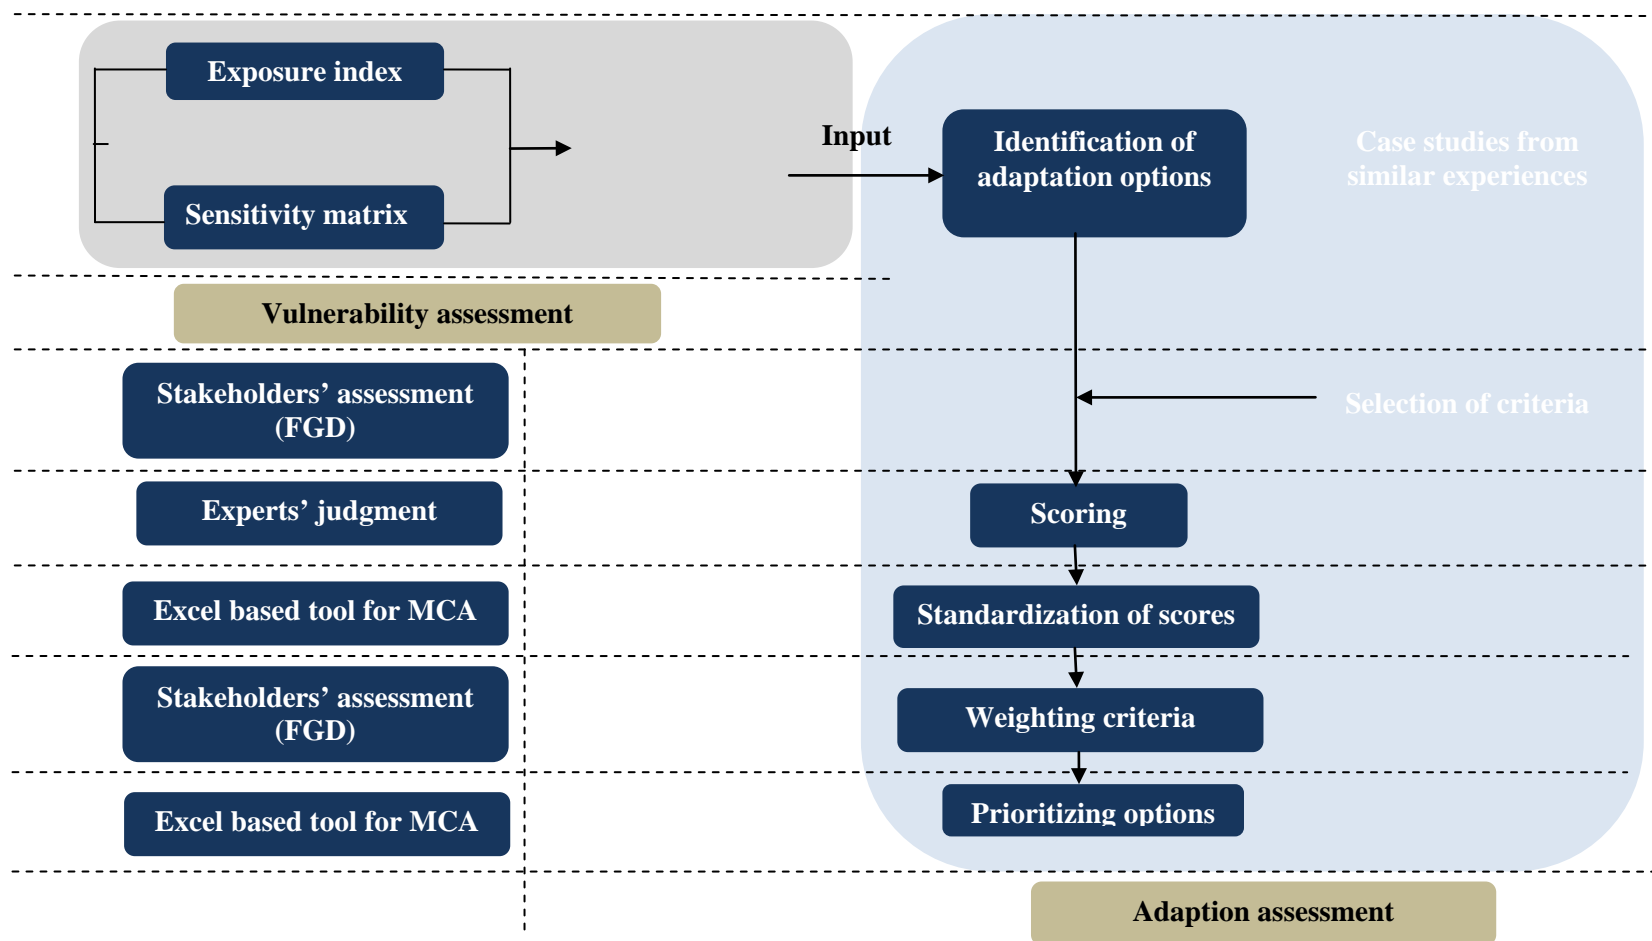 Exposure index
Sensitivity matrix
Input
Identification of
adaptation options
Case studies from
similar experiences
Vulnerability assessment
Stakeholders’ assessment
(FGD)
Selection of criteria
Experts’ judgment
Scoring
Excel based tool for MCA
Standardization of scores
Stakeholders’ assessment
(FGD)
Weighting criteria
Excel based tool for MCA
Prioritizing options
Adaption assessment